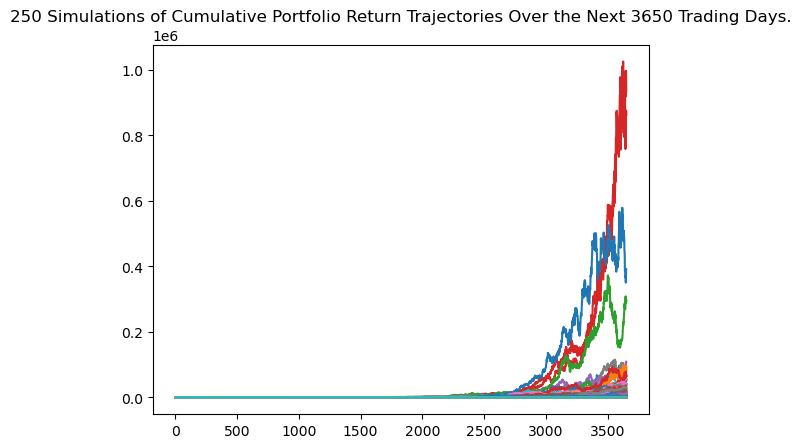 250 Simulations of Cumulative Portfolio Return Trajectories Over the Next 3650 Trading Days.
1e6
1.0
0.8
0.6
0.4
0.2
0.0
0 500 1000 1500 2000 2500 3000 3500